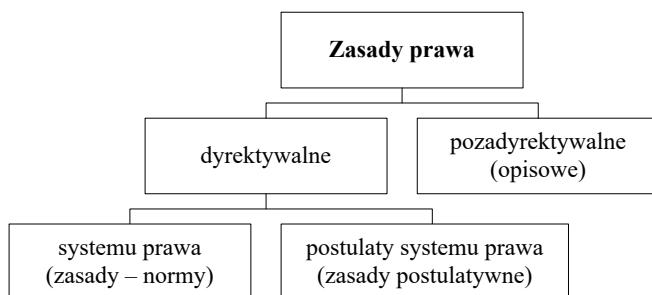 Zasady prawa
dyrektywalne
pozadyrektywalne
(opisowe)
systemu prawa
(zasady – normy)
postulaty systemu prawa
(zasady postulatywne)